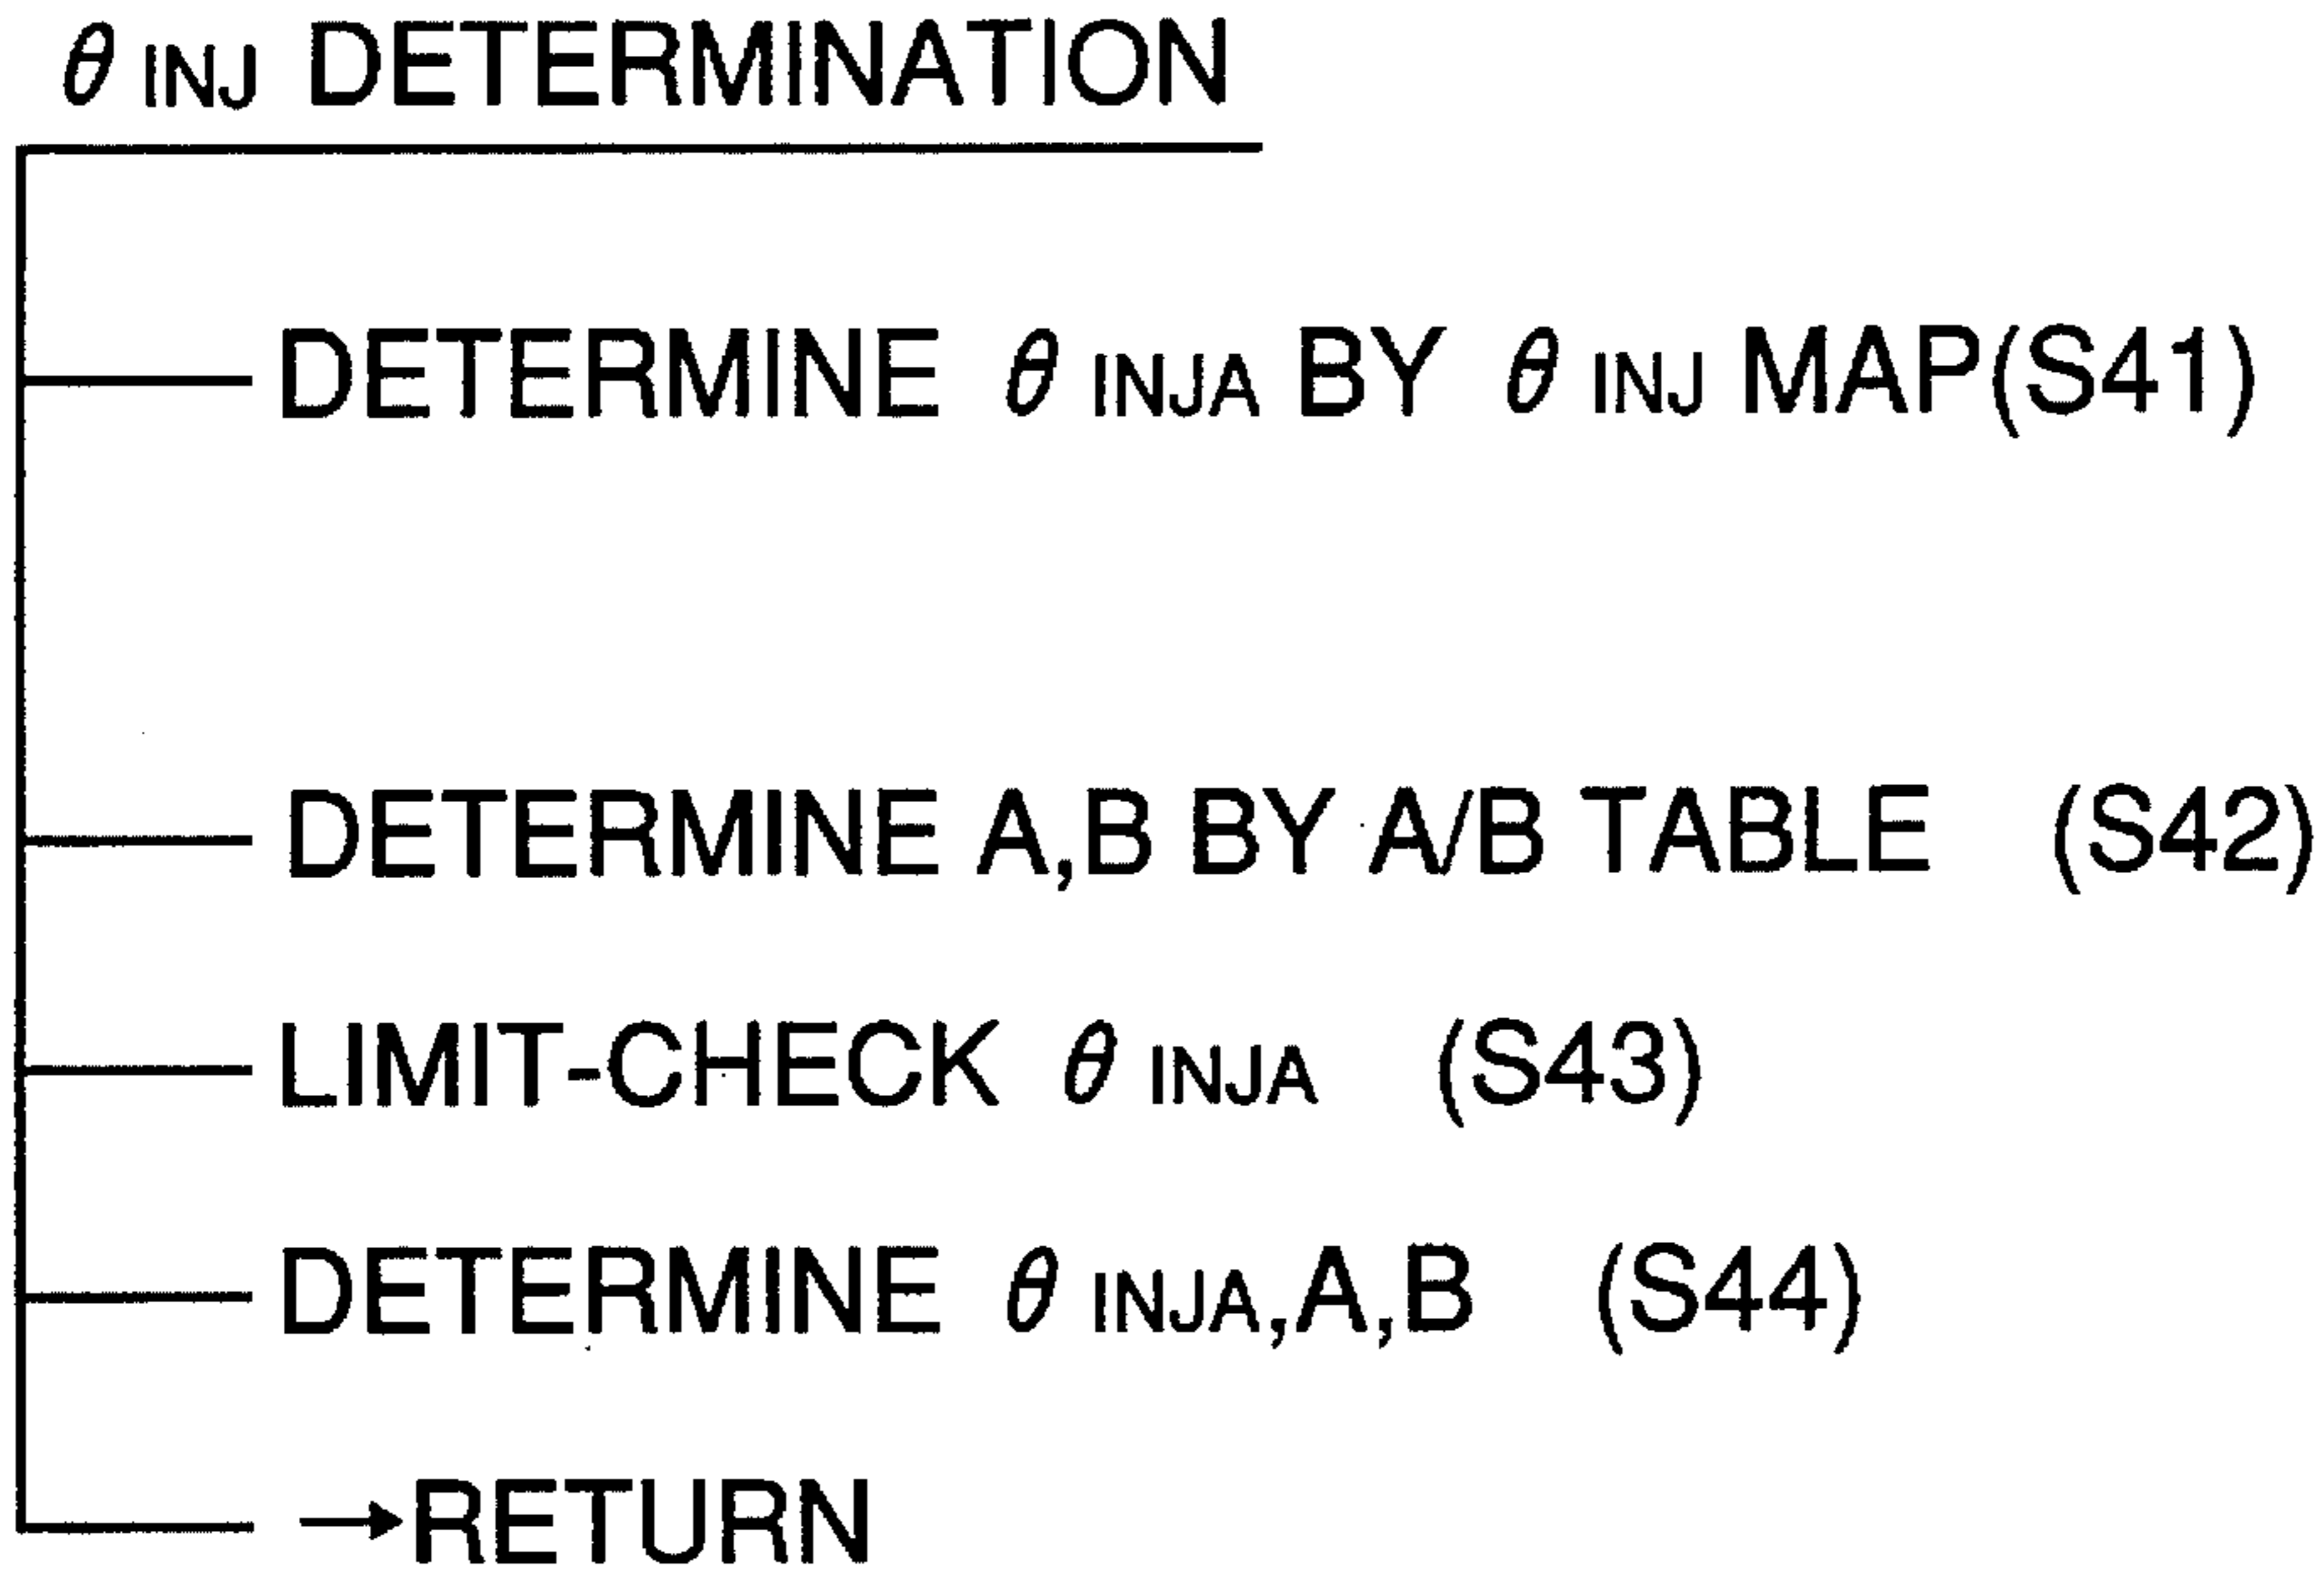 θ INJ DETERMINATION
DETERMINE θ INJA BY θ INJ MAP(S41)
DETERMINE A,B BY A/B TABLE (S42)
LIMIT-CHECK θ INJA (S43)
DETERMINE θ INJA,A,B (S44)
→RETURN